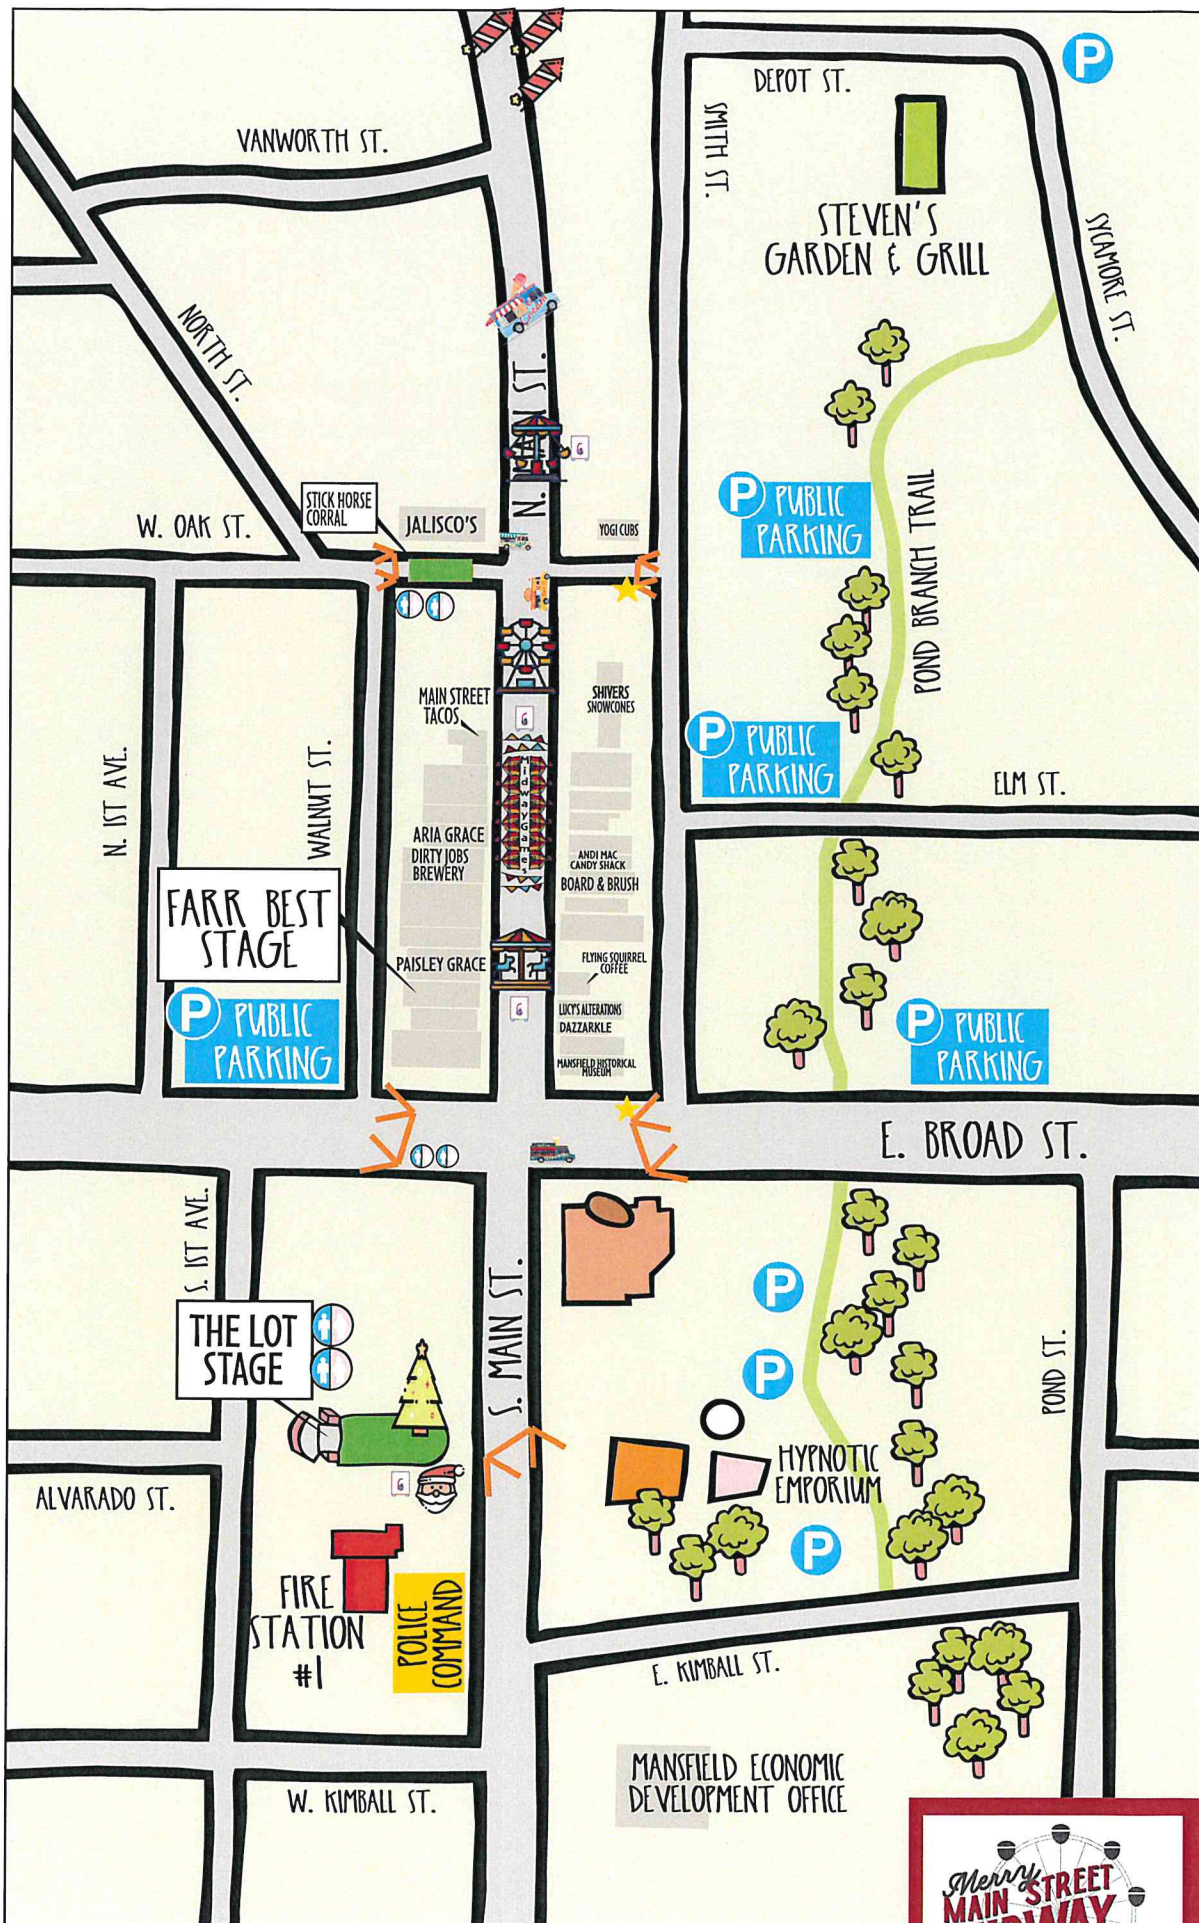 P
DEPOT ST.
VANWORTH ST.
SMITH ST.
STEVEN'S
GARDEN & GRILL
SYCAMORE ST.
NORTH ST.
N. MAIN ST.
6
STICK HORSE
CORRAL
JALISCO'S
W. OAK ST.
YOGI CUBS
P PUBLIC
PARKING
POND BRANCH TRAIL
MAIN STREET
TACOS
6
SHIVERS
SNOWCONES
P PUBLIC
PARKING
ELM ST.
N. 1ST AVE.
WALNUT ST.
Midway Games
ARIA GRACE
DIRTY JOBS
BREWERY
ANDI MAC
CANDY SHACK
BOARD & BRUSH
FARR BEST
STAGE
PAISLEY GRACE
FLYING SQUIRREL
COFFEE
6
LUCY'S ALTERATIONS
DAZZARKLE
MANSFIELD HISTORICAL
MUSEUM
P PUBLIC
PARKING
P PUBLIC
PARKING
E. BROAD ST.
S. 1ST AVE.
S. MAIN ST.
THE LOT
STAGE
P
P
POND ST.
HYPNOTIC
EMPORIUM
ALVARADO ST.
6
P
FIRE
STATION
#1
POLICE
COMMAND
E. KIMBALL ST.
W. KIMBALL ST.
MANSFIELD ECONOMIC
DEVELOPMENT OFFICE
Merry
MAIN STREET